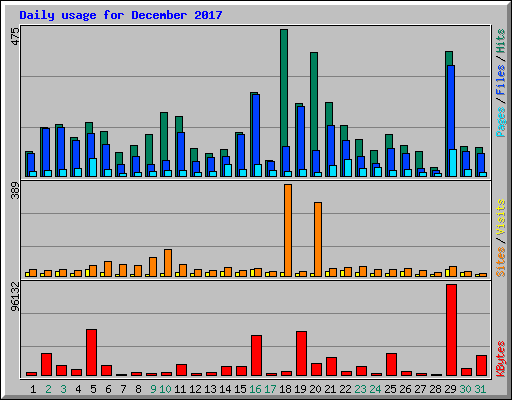 Daily usage for December 2017
475
Pages / Files / Hits
389
Sites / Visits
96132
KBytes
1 2 3 4 5 6 7 8 9 10 11 12 13 14 15 16 17 18 19 20 21 22 23 24 25 26 27 28 29 30 31